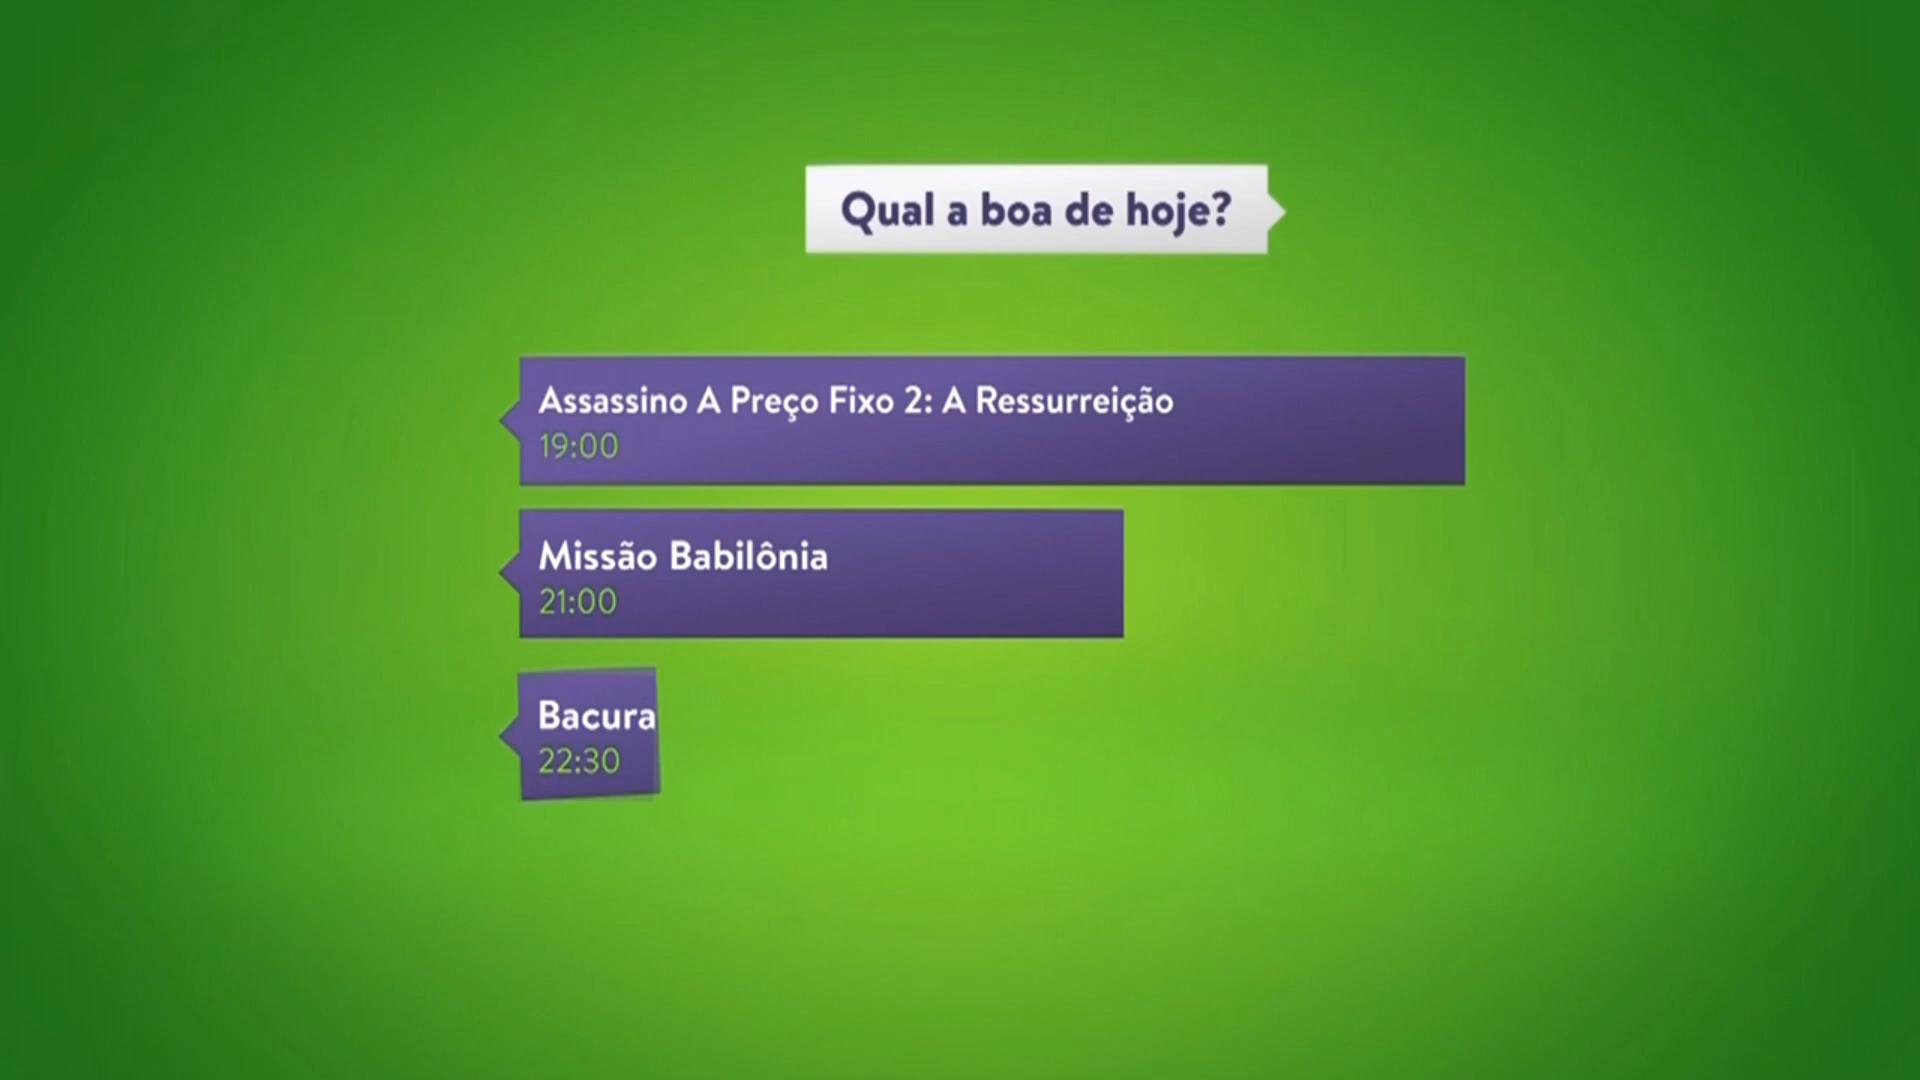 Qual a boa de hoje?
Assassino A Preço Fixo 2: A Ressurreição
19:00
Missão Babilônia
21:00
Bacura
22:30